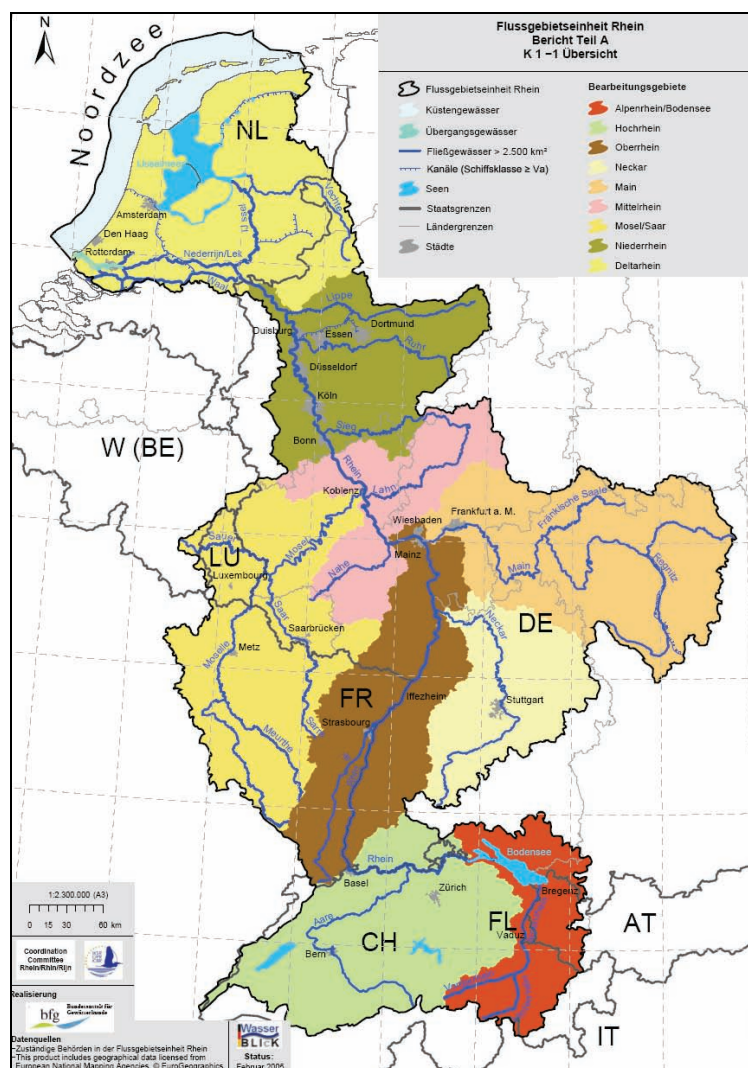 Flussgebietseinheit Rhein
Bericht Teil A
K 1 –1 Übersicht
Flussgebietseinheit Rhein
Küstengewässer
Übergangsgewässer
Fließgewässer > 2.500 km²
Kanäle (Schiffsklasse ≥ Va)
Seen
Staatsgrenzen
Ländergrenzen
Städte
Bearbeitungsgebiete
Alpenrhein/Bodensee
Hochrhein
Oberrhein
Neckar
Main
Mittelrhein
Mosel/Saar
Niederrhein
Deltarhein
N
Noordzee
NL
IJsselmeer
Vechte
Amsterdam
IJssel
Den Haag
Rotterdam
Nederrijn/Lek
Waal
Lippe
Duisburg
Essen
Dortmund
Ruhr
Düsseldorf
Köln
Sieg
Bonn
W (BE)
Rhein
Koblenz
Lahn
Wiesbaden
Frankfurt a. M.
Fränkische Saale
Mainz
Main
Regnitz
Sauer
Mosel
LU
Luxembourg
Nahe
Saar
Saarbrücken
Neckar
DE
Moselle
Metz
FR
Iffezheim
Stuttgart
Meurthe
Strasbourg
Rhein
Bodensee
Basel
Zürich
Bregenz
Aare
FL
Vaduz
AT
CH
Bern
IT
1:2.300.000 (A3)
0 15 30 60 km
Coordination
Committee
Rhein/Rhin/Rijn
Realisierung
bfg
Bundesanstalt für
Gewässerkunde
Wasser
BLIcK
Status:
Februar 2005
Datenquellen
-Zuständige Behörden in der Flussgebietseinheit Rhein
-This product includes geographical data licensed from
European National Mapping Agencies, © EuroGeographics